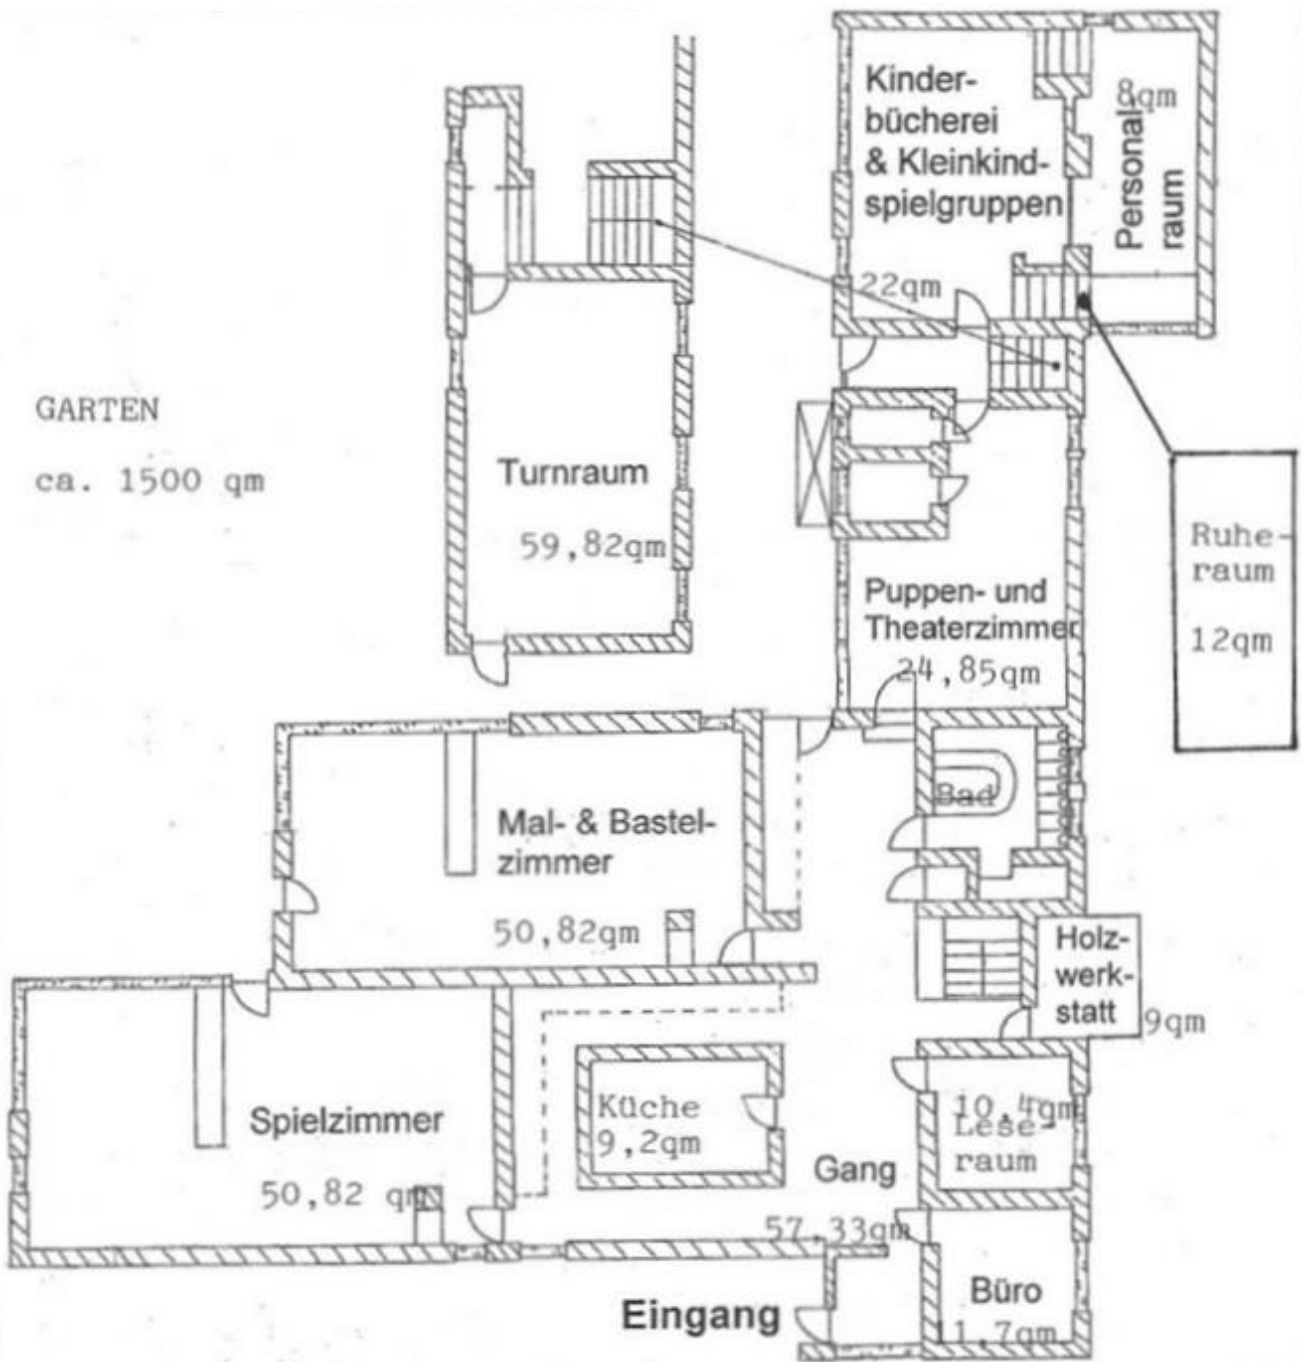 Kinder-
bücherei
& Kleinkind-
spielgruppen
22qm
8qm
Personal-
raum
GARTEN
ca. 1500 qm
Turnraum
59,82qm
Ruhe-
raum
12qm
Puppen- und
Theaterzimmer
24,85qm
Mal- & Bastel-
zimmer
50,82qm
Bad
Holz-
werk-
statt
9qm
Spielzimmer
50,82 qm
Küche
9,2qm
10,4qm
Lese-
raum
Gang
57,33qm
Eingang
Büro
1,7qm